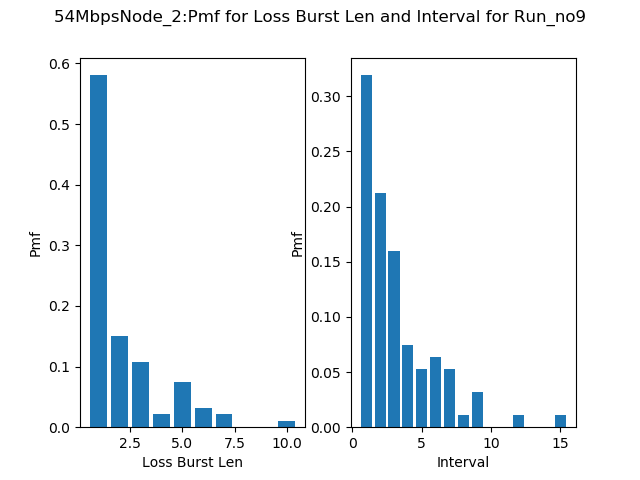 54MbpsNode_2:Pmf for Loss Burst Len and Interval for Run_no9
0.6
0.5
0.4
0.3
0.2
0.1
0.0
Pmf
2.5 5.0 7.5 10.0
Loss Burst Len
0.30
0.25
0.20
0.15
0.10
0.05
0.00
Pmf
0 5 10 15
Interval